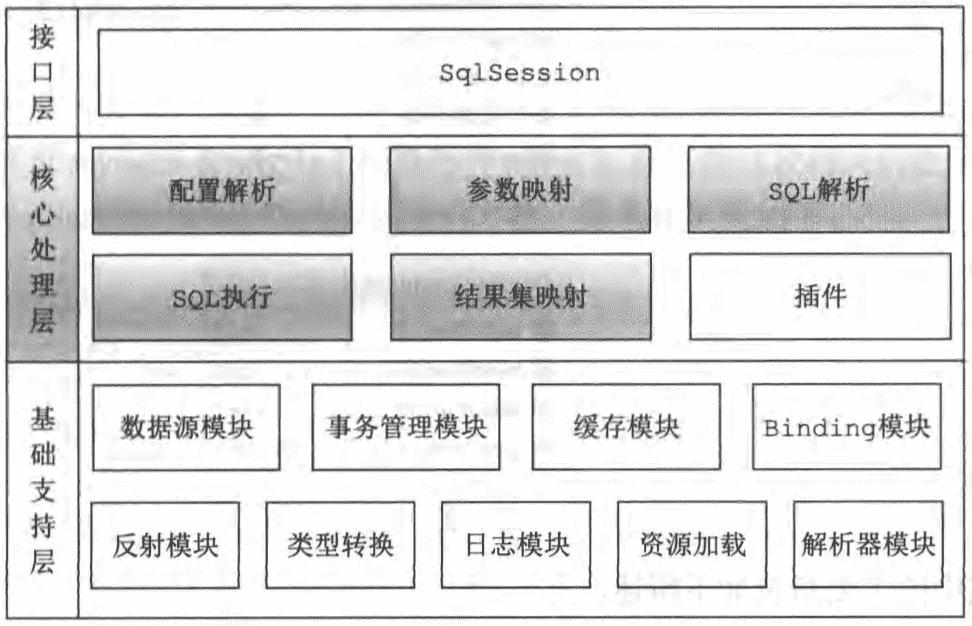 接口层
SqlSession
核心处理层
配置解析
参数映射
SQL解析
SQL执行
结果集映射
插件
基础支持层
数据源模块
事务管理模块
缓存模块
Binding模块
反射模块
类型转换
日志模块
资源加载
解析器模块